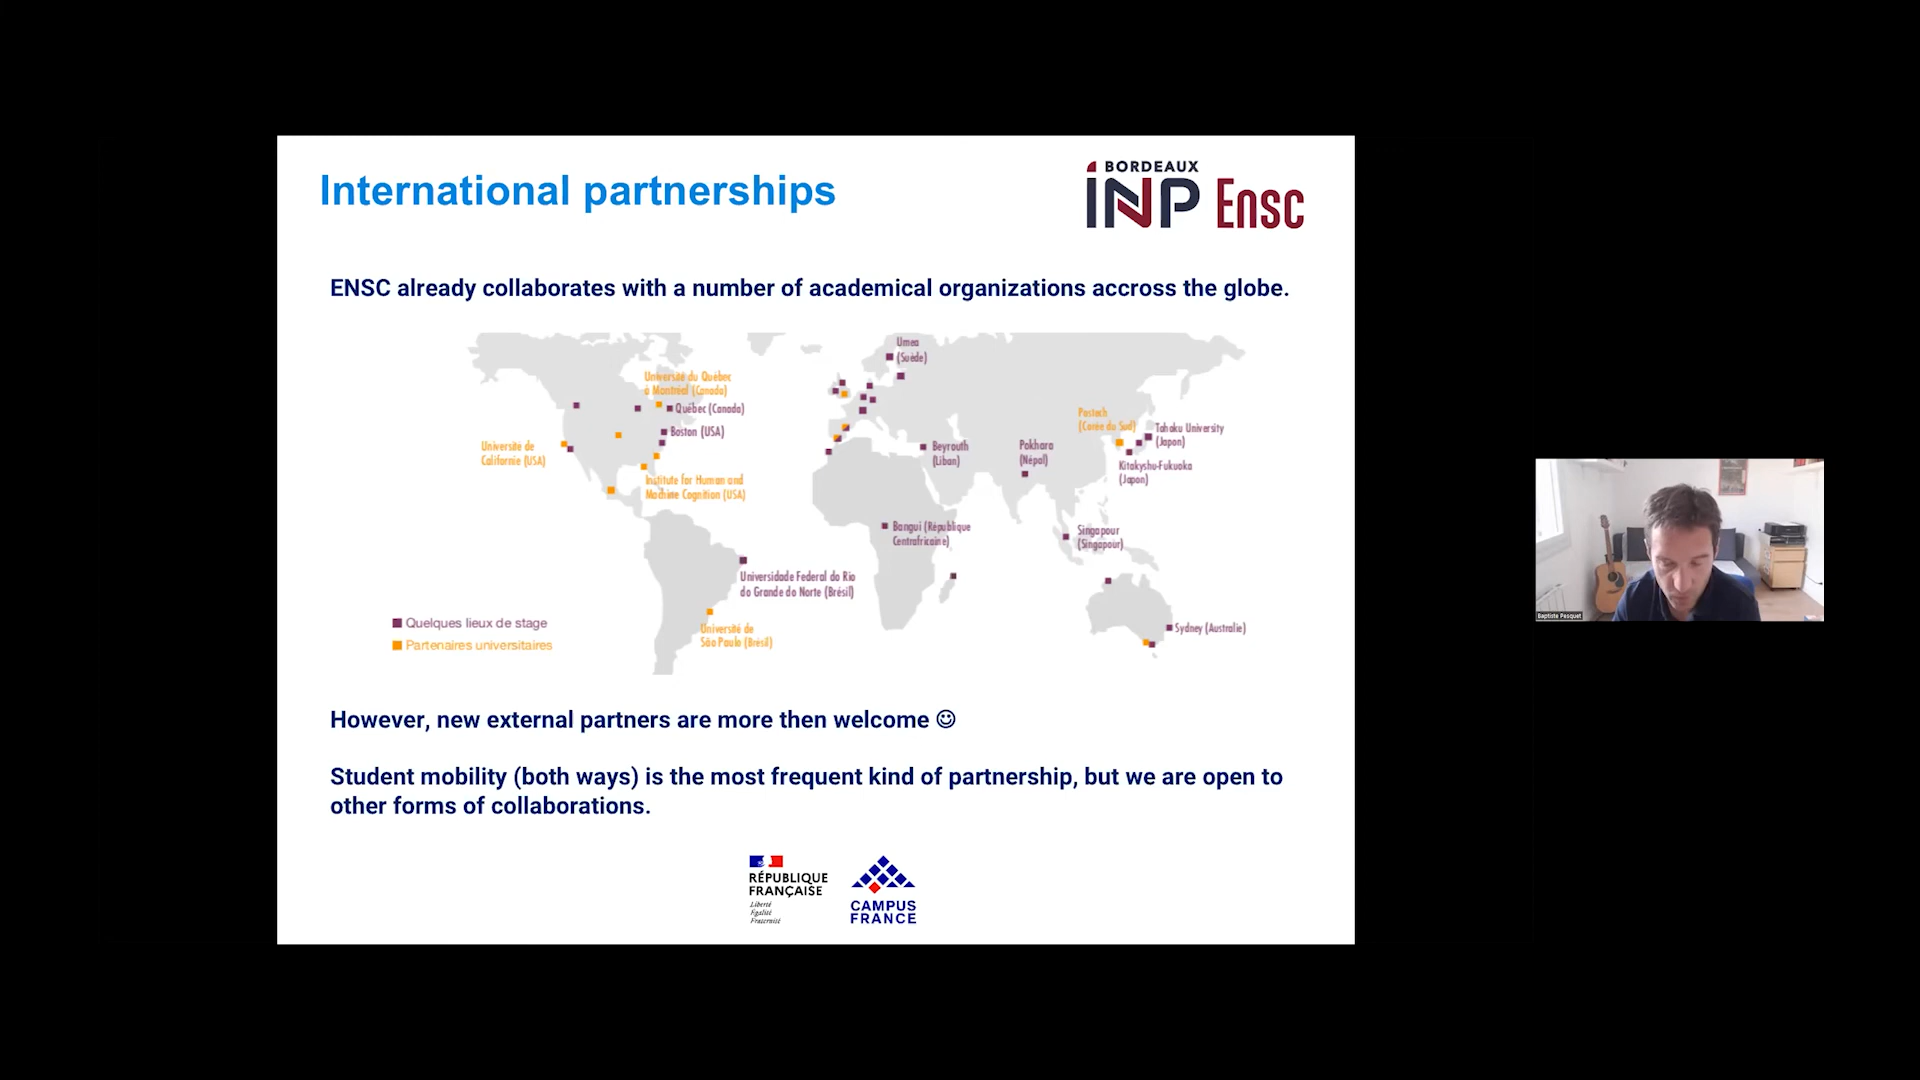 International partnerships
BORDEAUX
INP Ensc
ENSC already collaborates with a number of academical organizations accross the globe.
Umea
(Suède)
Université du Québec
à Montréal (Canada)
Québec (Canada)
Boston (USA)
Université de
Californie (USA)
Institute for Human and
Machine Cognition (USA)
Beyrouth
(Liban)
Pokhara
(Népal)
Postech
(Corée du Sud)
Tohaku University
(Japon)
Kitakyshu-Fukuoka
(Japon)
Bangui (République
Centrafricaine)
Singapour
(Singapour)
Universidade Federal do Rio
do Grande do Norte (Brésil)
Université de
São Paulo (Brésil)
Sydney (Australie)
Quelques lieux de stage
Partenaires universitaires
However, new external partners are more then welcome ☺
Student mobility (both ways) is the most frequent kind of partnership, but we are open to
other forms of collaborations.
RÉPUBLIQUE
FRANÇAISE
Liberté
Égalité
Fraternité
CAMPUS
FRANCE
Baptiste Pesquet